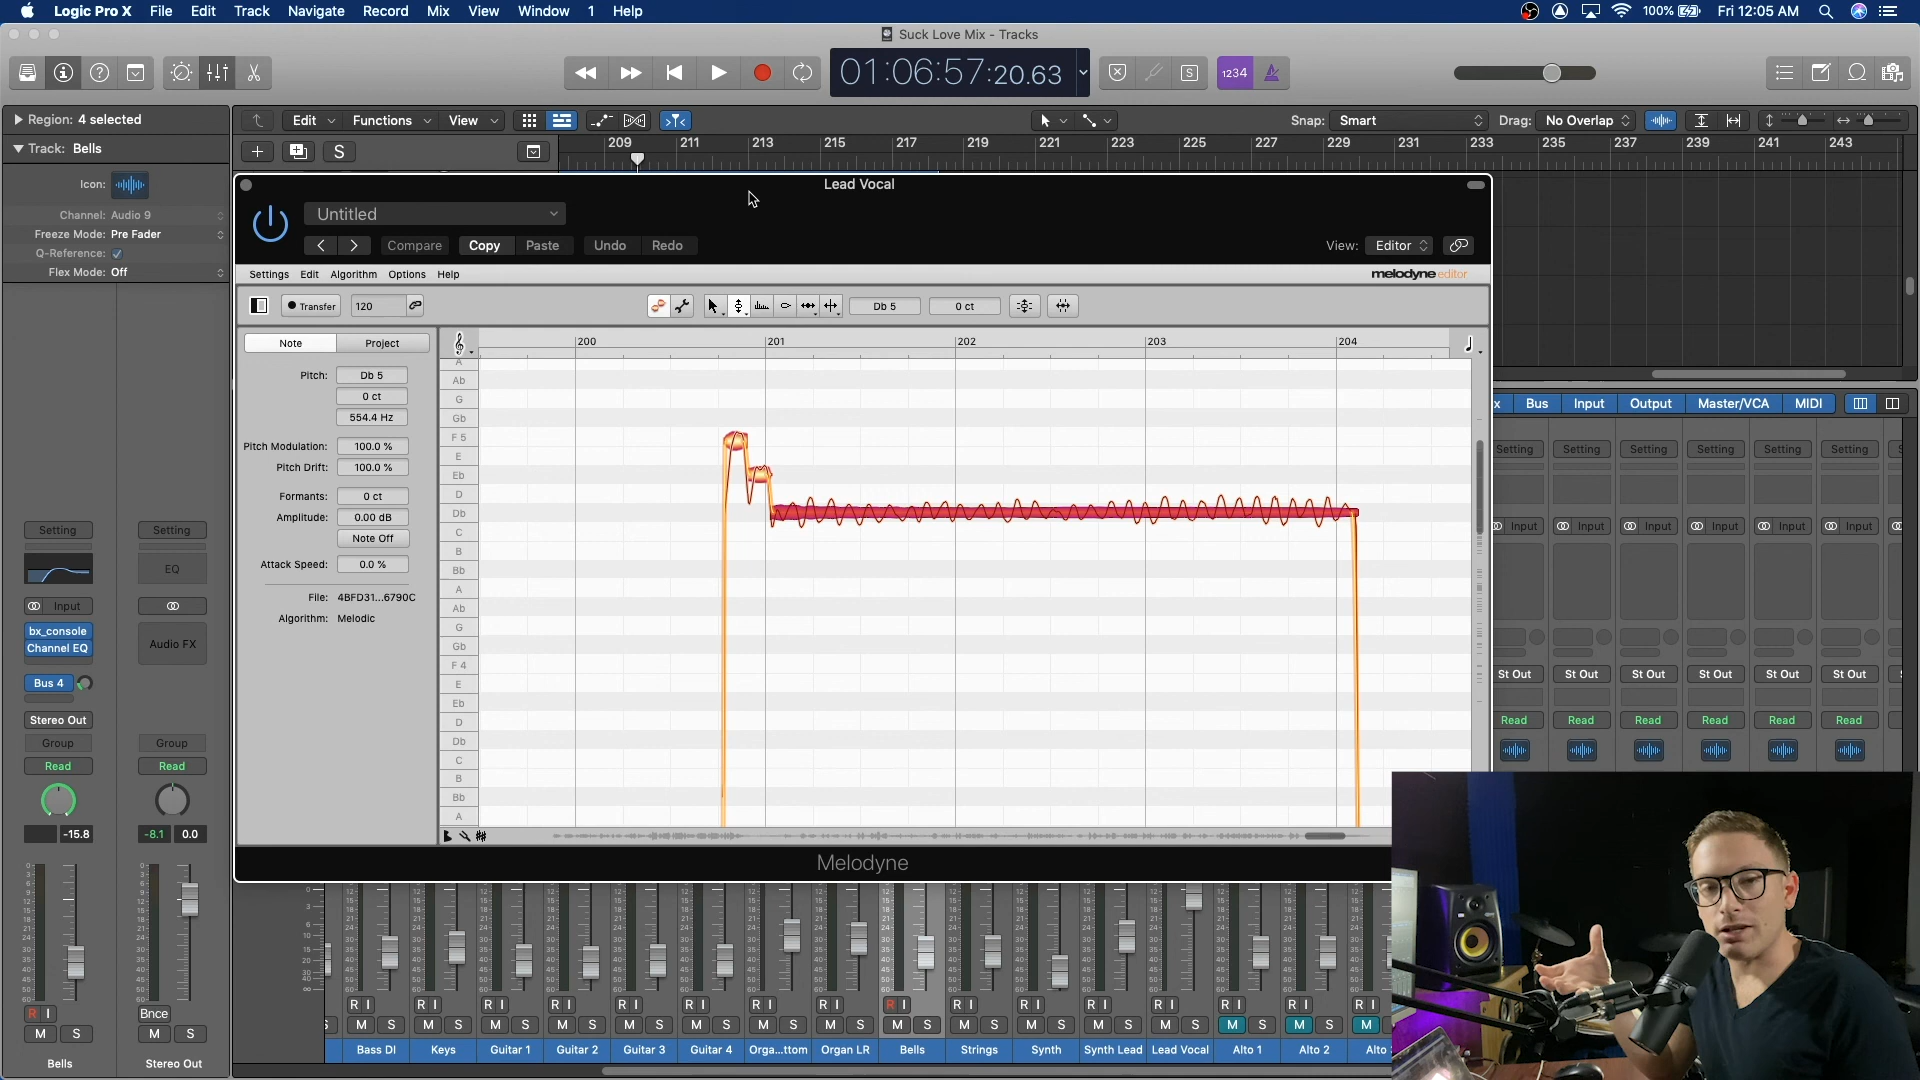 Logic Pro X File Edit Track Navigate Record Mix View Window 1 Help 100% Fri 12:05 AM
Suck Love Mix - Tracks
01:06:57:20.63 S 1234
Region: 4 selected Edit Functions View Snap: Smart Drag: No Overlap
Track: Bells S 209 211 213 215 217 219 221 223 225 227 229 231 233 235 237 239 241 243
Icon:
Channel: Audio 9
Freeze Mode: Pre Fader
Q-Reference:
Flex Mode: Off
Lead Vocal
Untitled
Compare Copy Paste Undo Redo View: Editor
Settings Edit Algorithm Options Help melodyne editor
Transfer 120 Db 5 0 ct
Note Project 200 201 202 203 204
Pitch: Db 5
0 ct
554.4 Hz
Pitch Modulation: 100.0 %
Pitch Drift: 100.0 %
Formants: 0 ct
Amplitude: 0.00 dB
Note Off
Attack Speed: 0.0 %
File: 4BFD31...6790C
Algorithm: Melodic
A
Ab
G
Gb
F 5
E
Eb
D
Db
C
B
Bb
A
Ab
G
Gb
F 4
E
Eb
D
Db
C
B
Bb
A
Melodyne
x Bus Input Output Master/VCA MIDI
Setting Setting Setting Setting Setting Setting S
Input Input Input Input Input Input
St Out St Out St Out St Out St Out St Out
Read Read Read Read Read Read
Setting Setting
EQ
Input
bx_console Audio FX
Channel EQ
Bus 4
Stereo Out
Group Group
Read Read
-15.8 -8.1 0.0
R I Bnce
M S M S
Bells Stereo Out
R I R I R I R I R I R I R I R I R I R I R I R I R I R I R I R I
S M S M S M S M S M S M S M S M S M S M S M S M S M S M S M S M
Bass DI Keys Guitar 1 Guitar 2 Guitar 3 Guitar 4 Orga...ttom Organ LR Bells Strings Synth Synth Lead Lead Vocal Alto 1 Alto 2 Alto